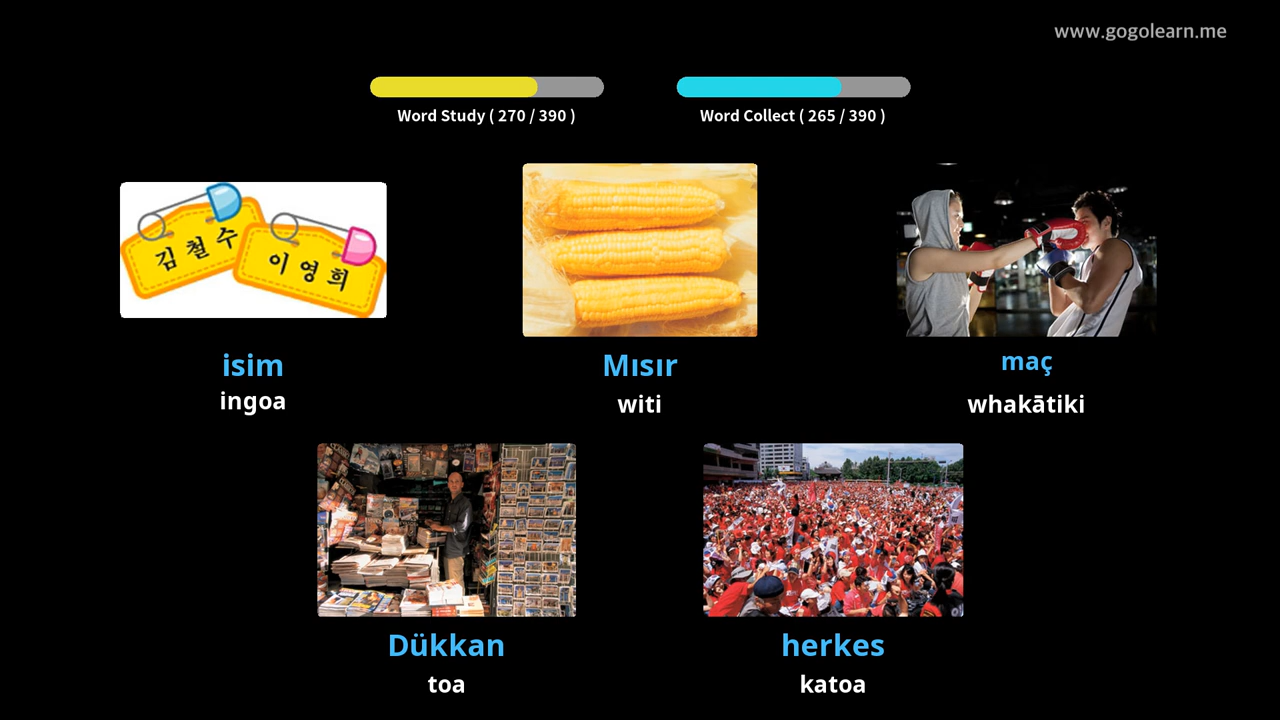 www.gogolearn.me
Word Study ( 270 / 390 )
Word Collect ( 265 / 390 )
김철수
이영희
isim
ingoa
Mısır
witi
maç
whakātiki
Dükkan
toa
herkes
katoa